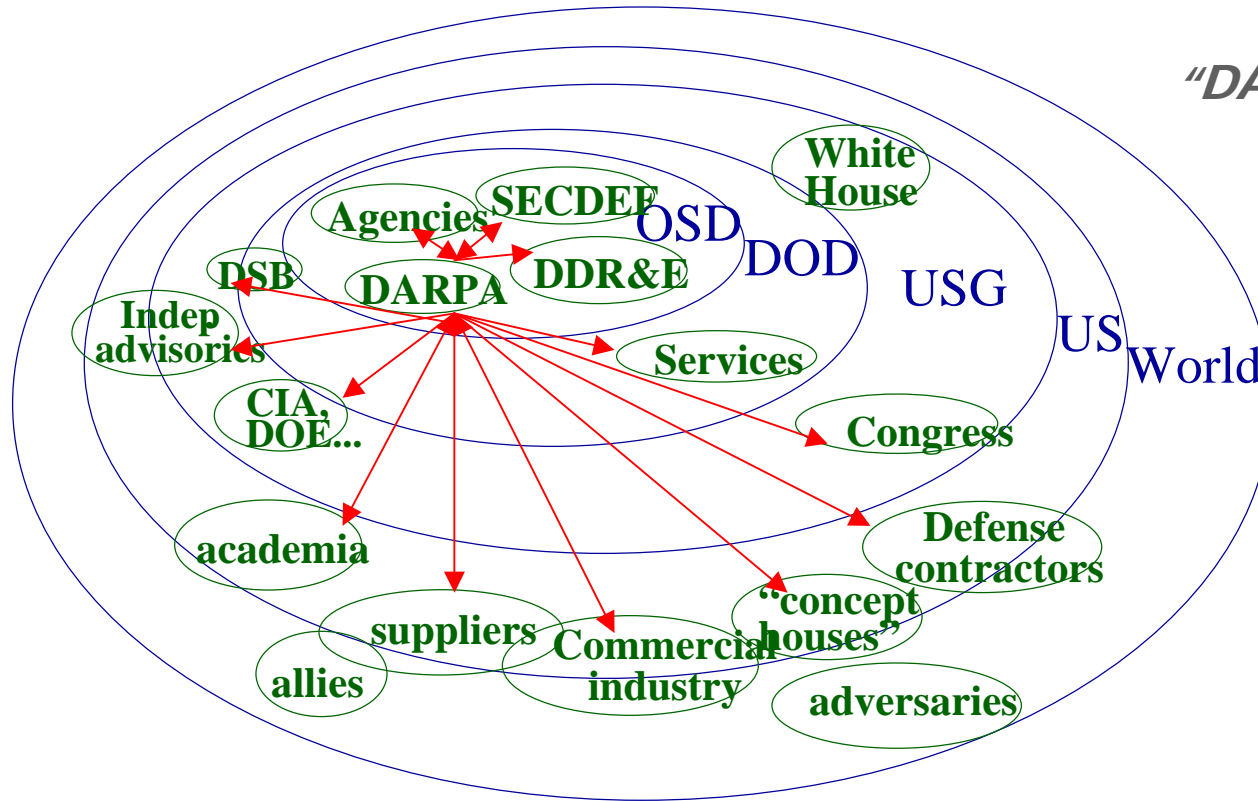 “DA
White
House
SECDEF
Agencies
OSD
DOD
DSB
DDR&E
DARPA
USG
Indep.
advisories
US
Services
World
CIA,
DOE...
Congress
Defense
contractors
academia
“concept
houses”
suppliers
Commercial
industry
allies
adversaries